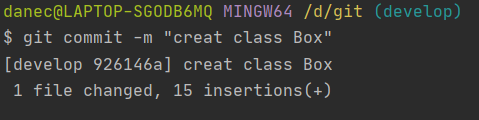 danec@LAPTOP-SGODB6MQ MINGW64 /d/git (develop)
$ git commit -m "creat class Box"
[develop 926146a] creat class Box
 1 file changed, 15 insertions(+)